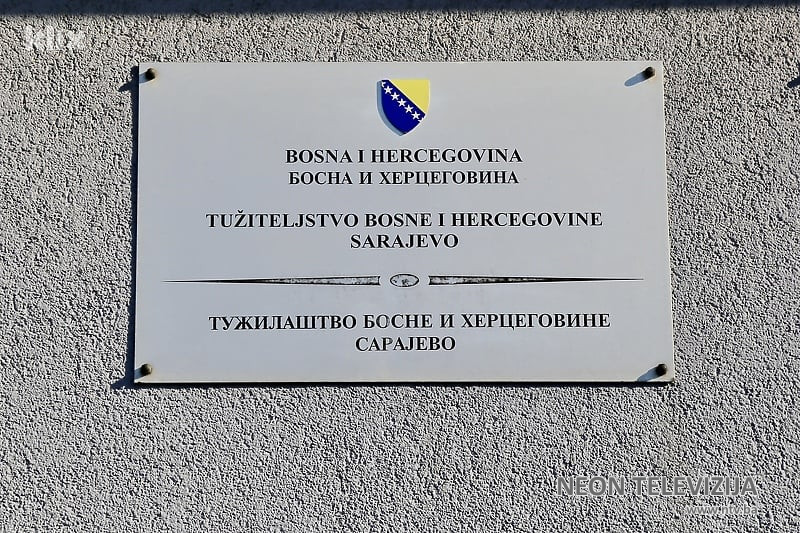 klix
BOSNA I HERCEGOVINA
БОСНА И ХЕРЦЕГОВИНА
TUŽITELJSTVO BOSNE I HERCEGOVINE
SARAJEVO
ТУЖИЛАШТВО БОСНЕ И ХЕРЦЕГОВИНЕ
САРАЈЕВО
NEON TELEVIZIJA